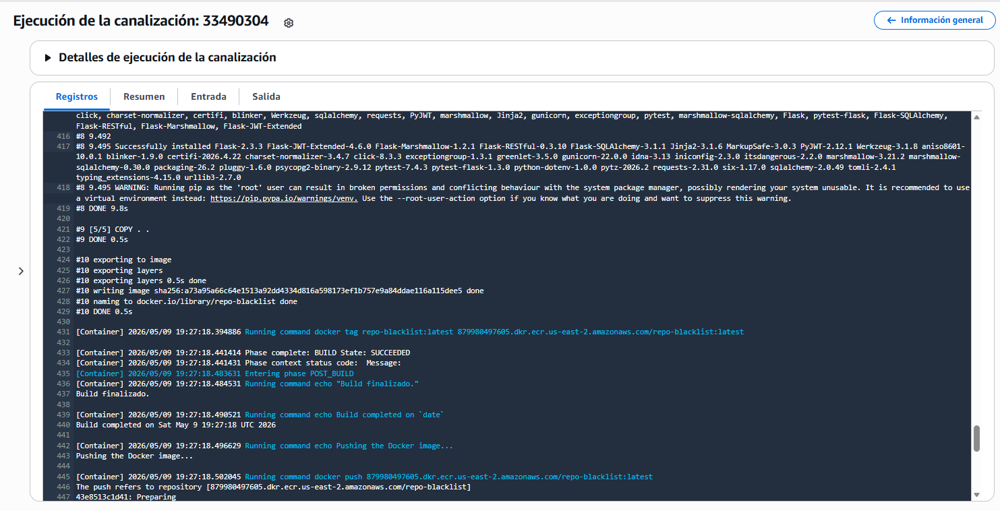 Ejecución de la canalización: 33490304
Información general
Detalles de ejecución de la canalización
Registros
Resumen
Entrada
Salida
click, charset-normalizer, certifi, blinker, Werkzeug, sqlalchemy, requests, PyJWT, marshmallow, Jinja2, gunicorn, exceptiongroup, pytest, marshmallow-sqlalchemy, Flask, pytest-flask, Flask-SQLAlchemy,
Flask-RESTful, Flask-Marshmallow, Flask-JWT-Extended
416 #8 9.492
417 #8 9.495 Successfully installed Flask-2.3.3 Flask-JWT-Extended-4.6.0 Flask-Marshmallow-1.2.1 Flask-RESTful-0.3.10 Flask-SQLAlchemy-3.1.1 Jinja2-3.1.6 MarkupSafe-3.0.3 PyJWT-2.12.1 Werkzeug-3.1.8 aniso8601-
10.0.1 blinker-1.9.0 certifi-2026.4.22 charset-normalizer-3.4.7 click-8.3.3 exceptiongroup-1.3.1 greenlet-3.5.0 gunicorn-22.0.0 idna-3.13 iniconfig-2.3.0 itsdangerous-2.2.0 marshmallow-3.21.2 marshmallow-
sqlalchemy-0.30.0 packaging-26.2 pluggy-1.6.0 psycopg2-binary-2.9.12 pytest-7.4.3 pytest-flask-1.3.0 python-dotenv-1.0.0 pytz-2026.2 requests-2.31.0 six-1.17.0 sqlalchemy-2.0.49 tomli-2.4.1
typing_extensions-4.15.0 urllib3-2.7.0
418 #8 9.495 WARNING: Running pip as the 'root' user can result in broken permissions and conflicting behaviour with the system package manager, possibly rendering your system unusable. It is recommended to use
a virtual environment instead: https://pip.pypa.io/warnings/venv. Use the --root-user-action option if you know what you are doing and want to suppress this warning.
419 #8 DONE 9.8s
420
421 #9 [5/5] COPY . .
422 #9 DONE 0.5s
423
424 #10 exporting to image
425 #10 exporting layers
426 #10 exporting layers 0.5s done
427 #10 writing image sha256:a73a95a66c64e1513a92dd4334d816a598173ef1b757e9a84ddae116a115dee5 done
428 #10 naming to docker.io/library/repo-blacklist done
429 #10 DONE 0.5s
430
431 [Container] 2026/05/09 19:27:18.394886 Running command docker tag repo-blacklist:latest 879980497605.dkr.ecr.us-east-2.amazonaws.com/repo-blacklist:latest
432
433 [Container] 2026/05/09 19:27:18.441414 Phase complete: BUILD State: SUCCEEDED
434 [Container] 2026/05/09 19:27:18.441431 Phase context status code:  Message:
435 [Container] 2026/05/09 19:27:18.483631 Entering phase POST_BUILD
436 [Container] 2026/05/09 19:27:18.484531 Running command echo "Build finalizado."
437 Build finalizado.
438
439 [Container] 2026/05/09 19:27:18.490521 Running command echo Build completed on `date`
440 Build completed on Sat May 9 19:27:18 UTC 2026
441
442 [Container] 2026/05/09 19:27:18.496629 Running command echo Pushing the Docker image...
443 Pushing the Docker image...
444
445 [Container] 2026/05/09 19:27:18.502045 Running command docker push 879980497605.dkr.ecr.us-east-2.amazonaws.com/repo-blacklist:latest
446 The push refers to repository [879980497605.dkr.ecr.us-east-2.amazonaws.com/repo-blacklist]
447 43e8513c1d41: Preparing